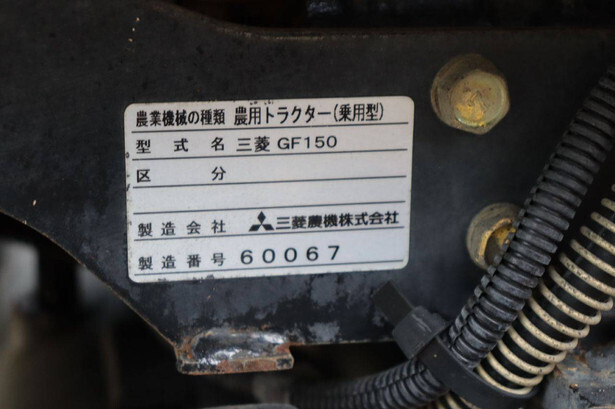 農業機械の種類 農用トラクター(乗用型)
型式名 三菱 GF150
区分
製造会社 三菱農機株式会社
製造番号 60067